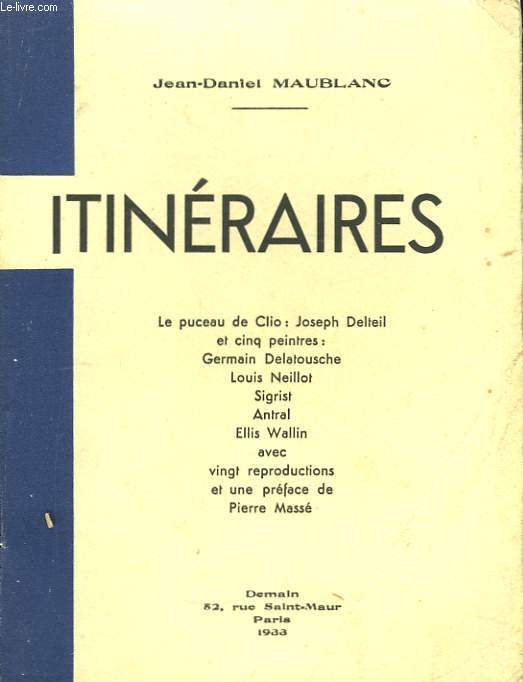 Le-livre.com
Jean-Daniel MAUBLANC
ITINÉRAIRES
Le puceau de Clio : Joseph Delteil
et cinq peintres :
Germain Delatousche
Louis Neillot
Sigrist
Antral
Ellis Wallin
avec
vingt reproductions
et une préface de
Pierre Massé
Demain
52, rue Saint-Maur
Paris
1933